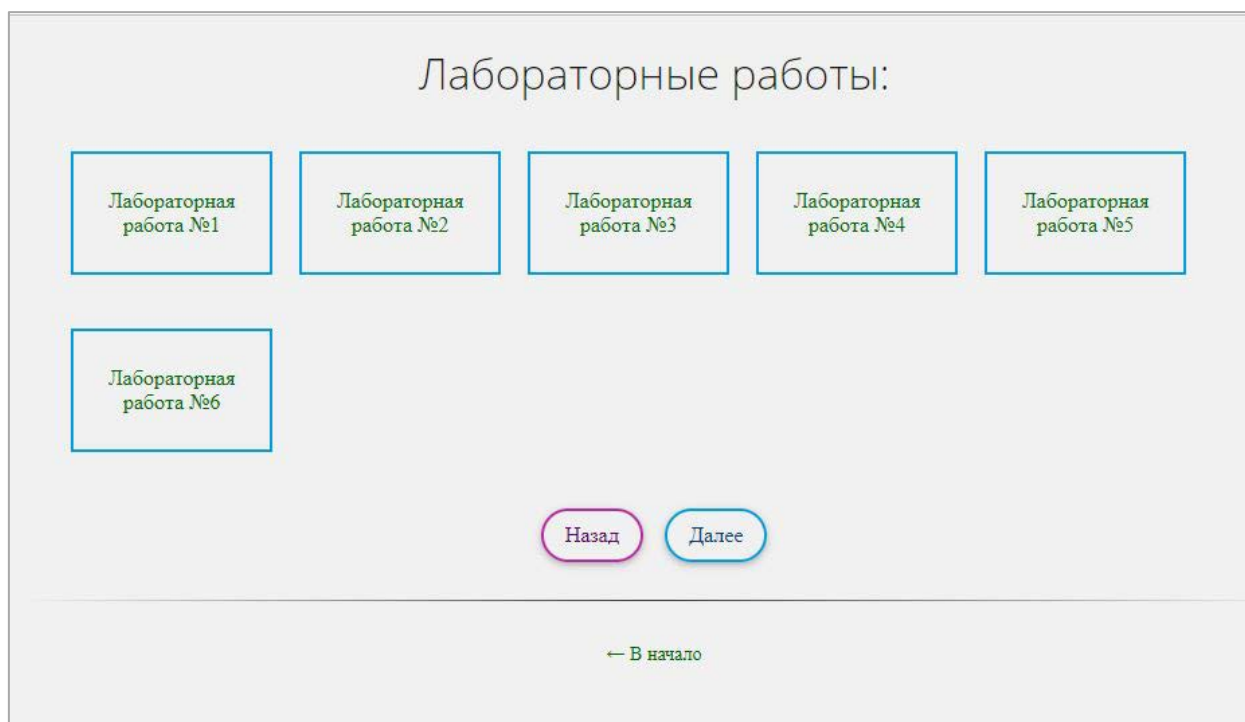 Лабораторные работы:
Лабораторная
работа №1
Лабораторная
работа №2
Лабораторная
работа №3
Лабораторная
работа №4
Лабораторная
работа №5
Лабораторная
работа №6
Назад
Далее
← В начало